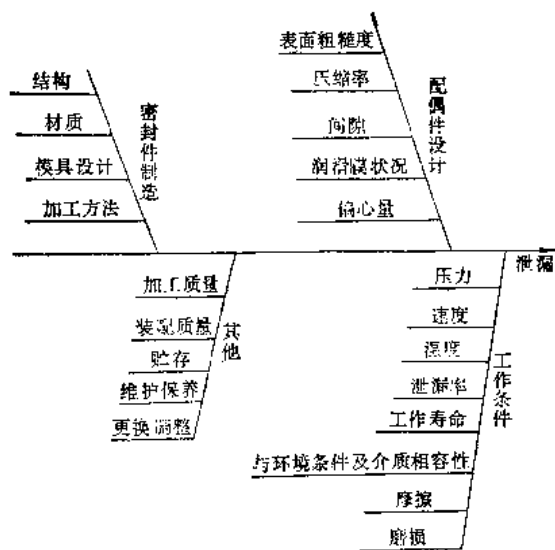 表面粗糙度
压缩率
间隙
润滑膜状况
偏心量
配偶件设计
结构
材质
模具设计
加工方法
密封件制造
泄漏
加工质量
装配质量
贮存
维护保养
更换调整
其他
压力
速度
温度
泄漏率
工作寿命
与环境条件及介质相容性
摩擦
磨损
工作条件